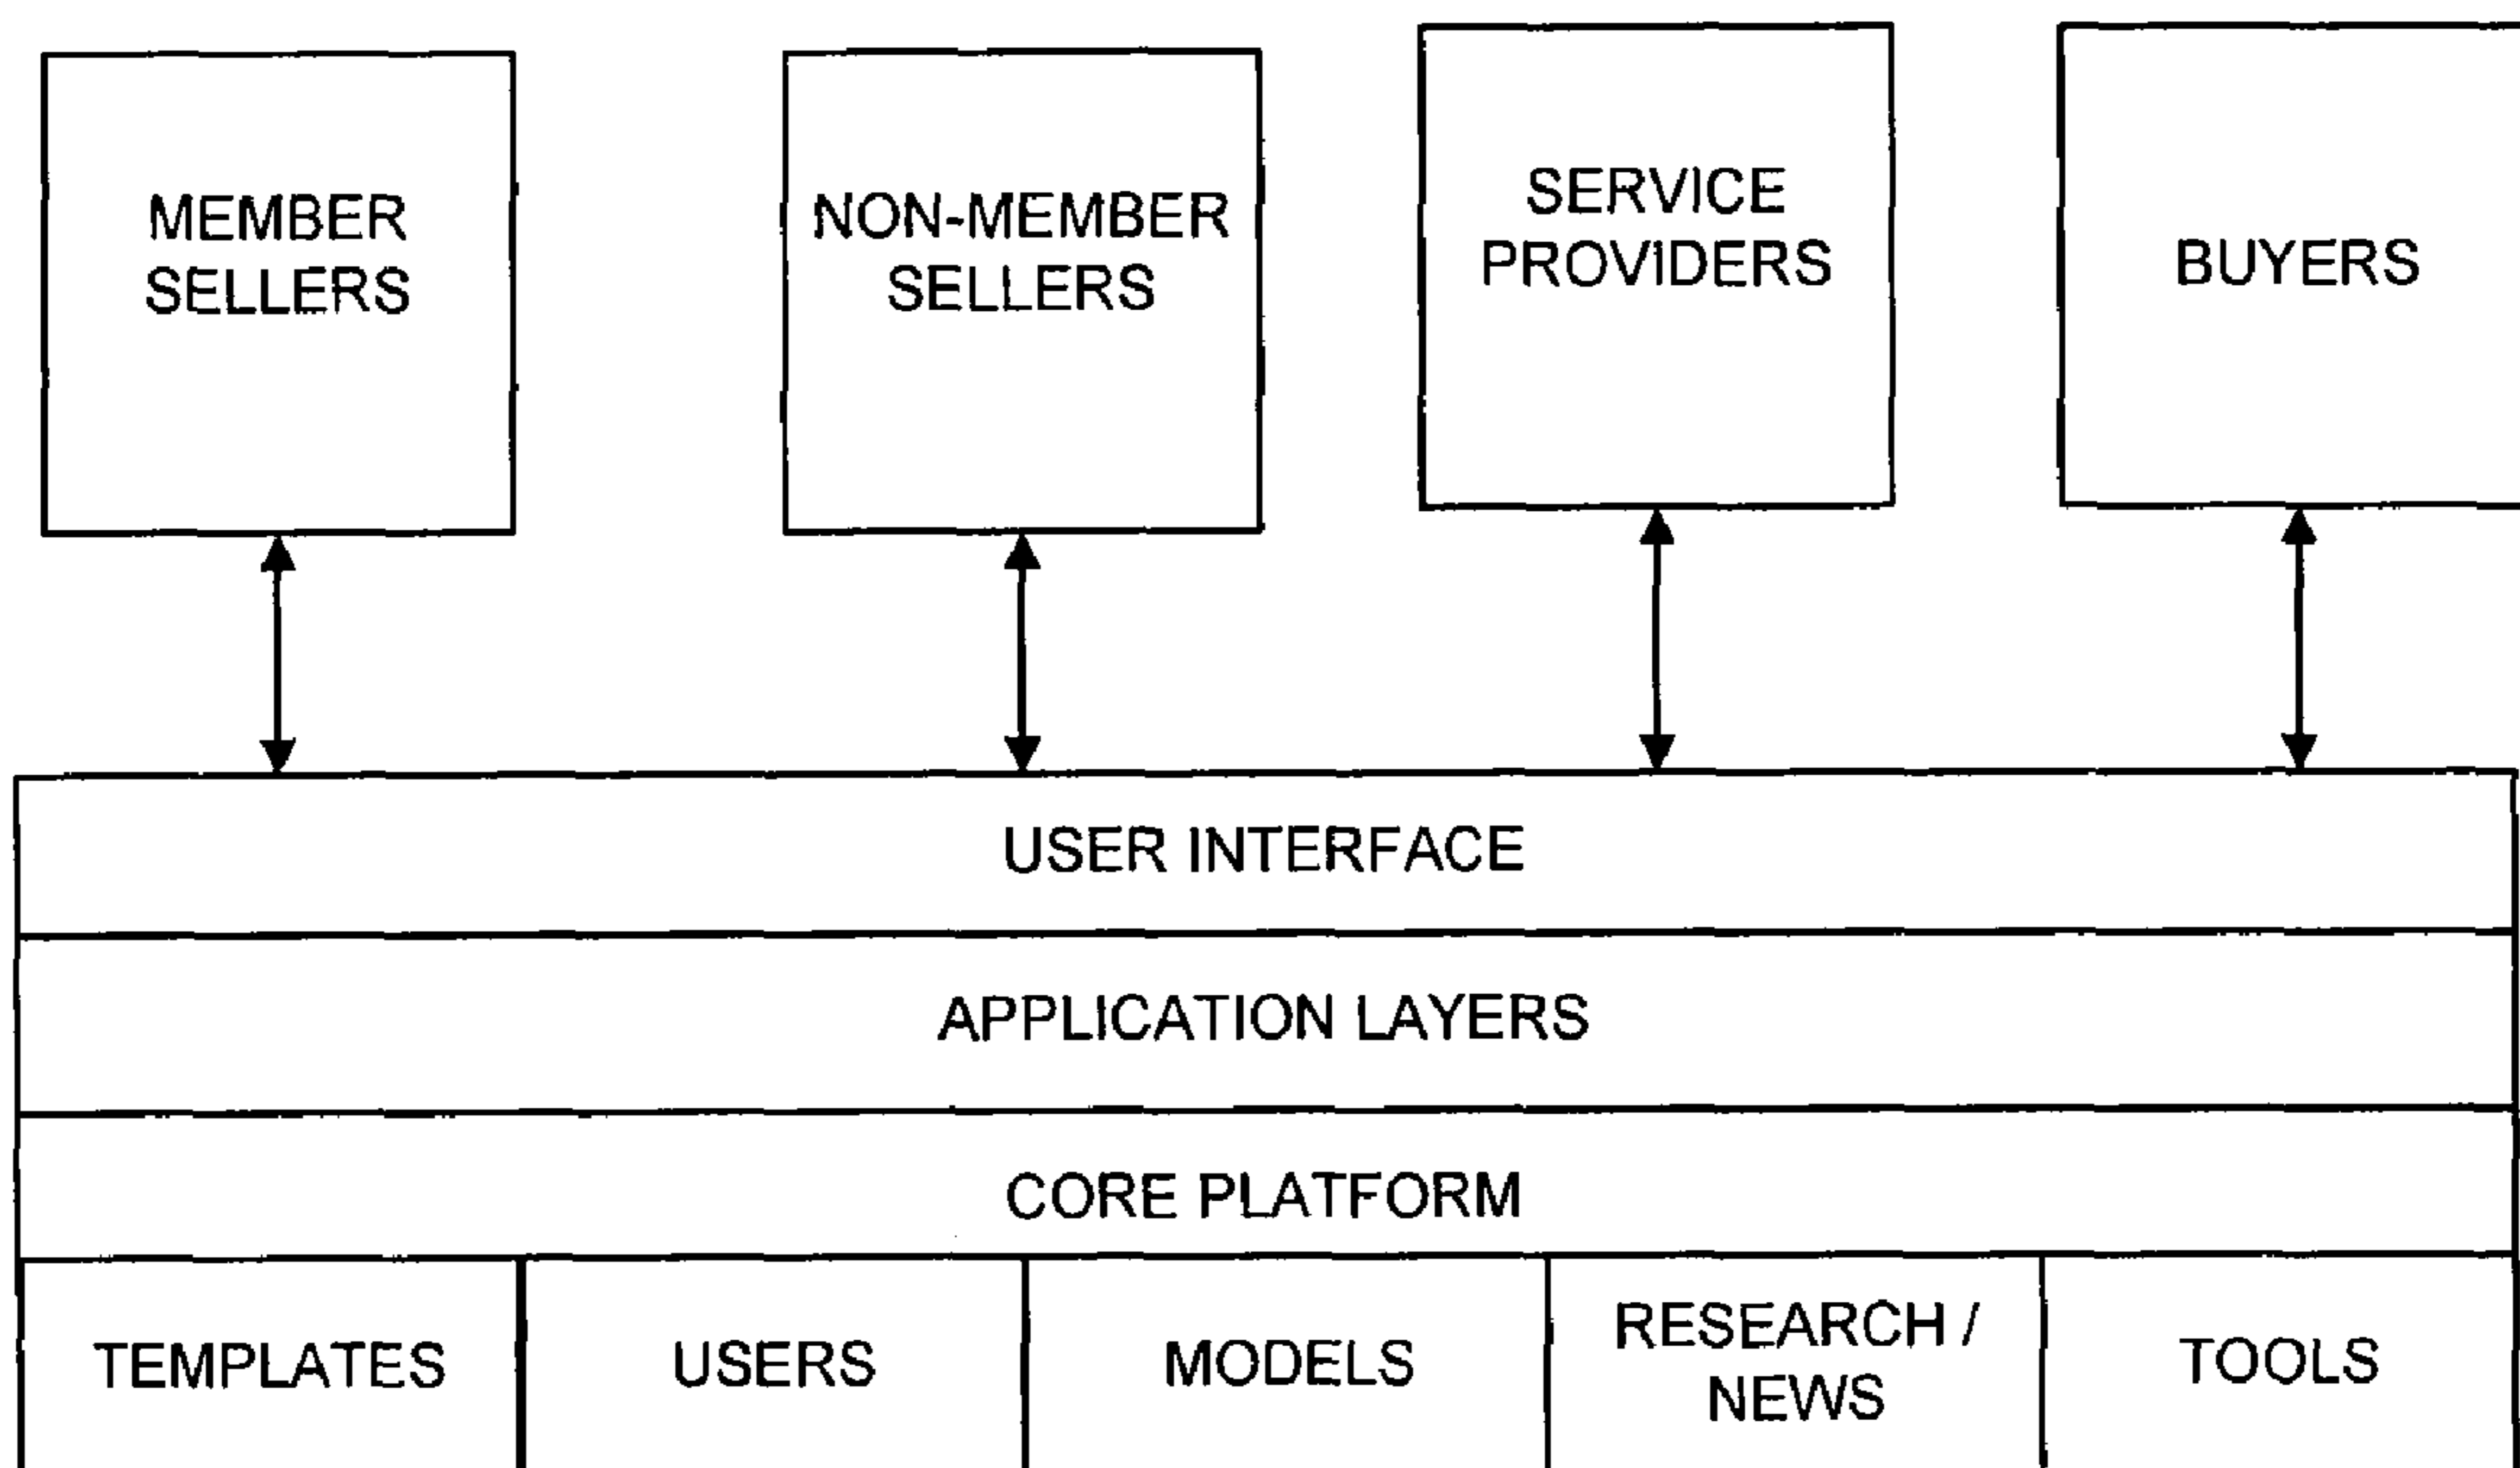 MEMBER
SELLERS
NON-MEMBER
SELLERS
SERVICE
PROVIDERS
BUYERS
USER INTERFACE
APPLICATION LAYERS
CORE PLATFORM
TEMPLATES
USERS
MODELS
RESEARCH /
NEWS
TOOLS